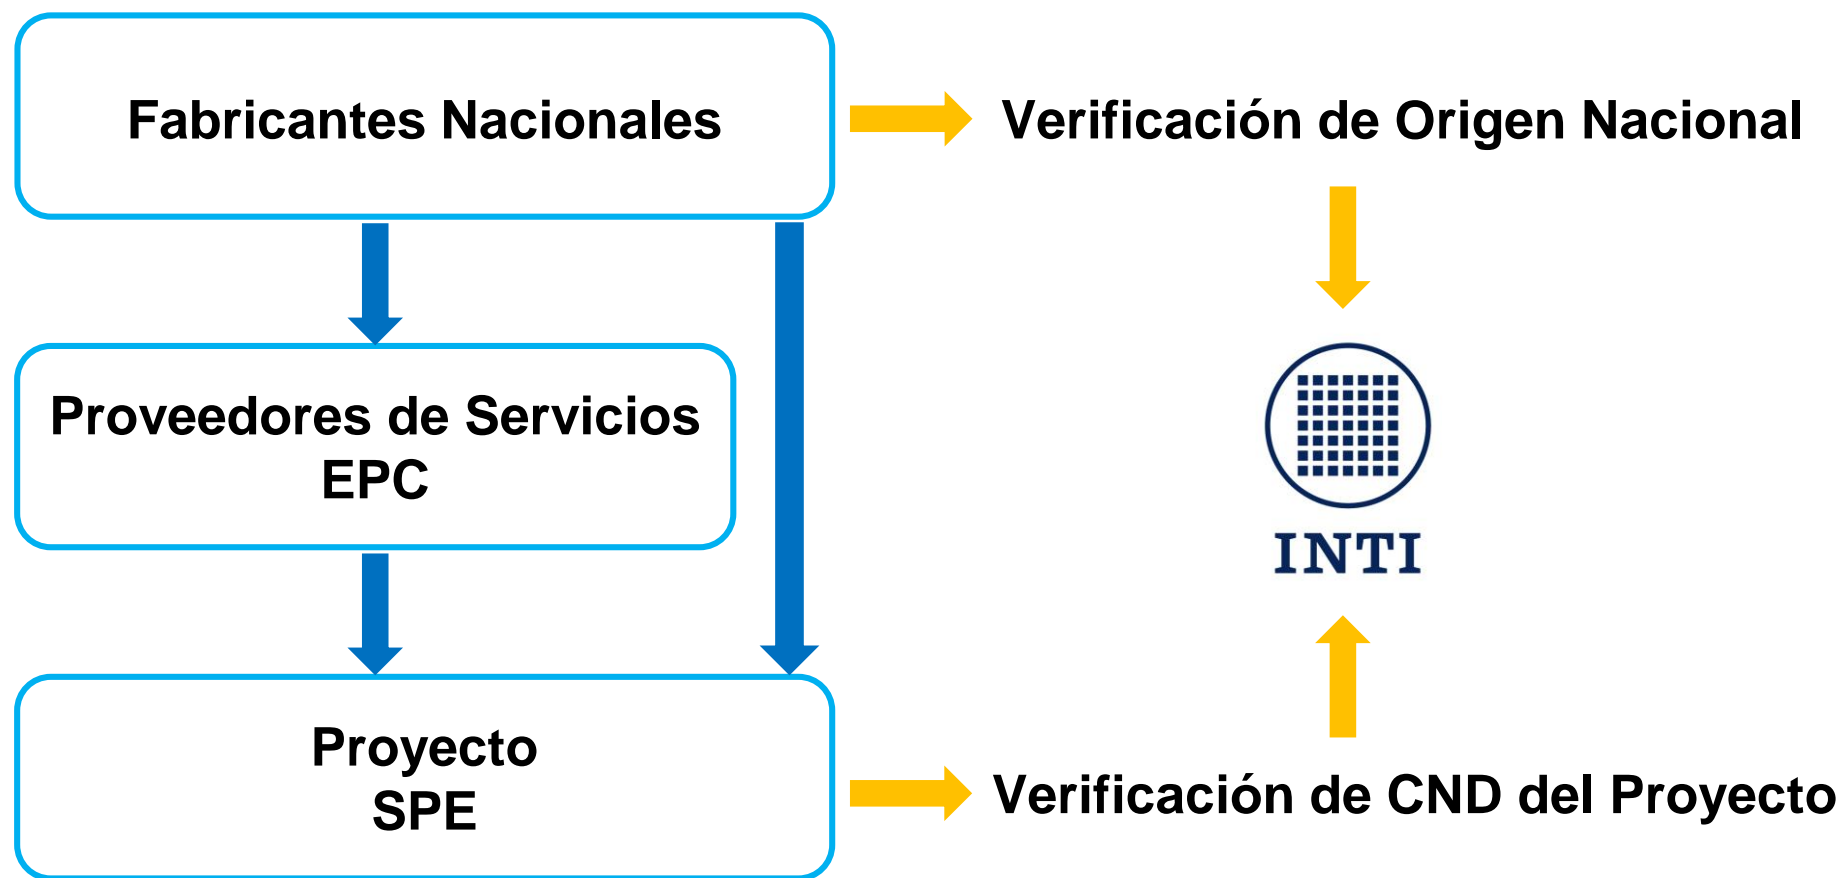 Fabricantes Nacionales
Verificación de Origen Nacional
Proveedores de Servicios
EPC
INTI
Proyecto
SPE
Verificación de CND del Proyecto